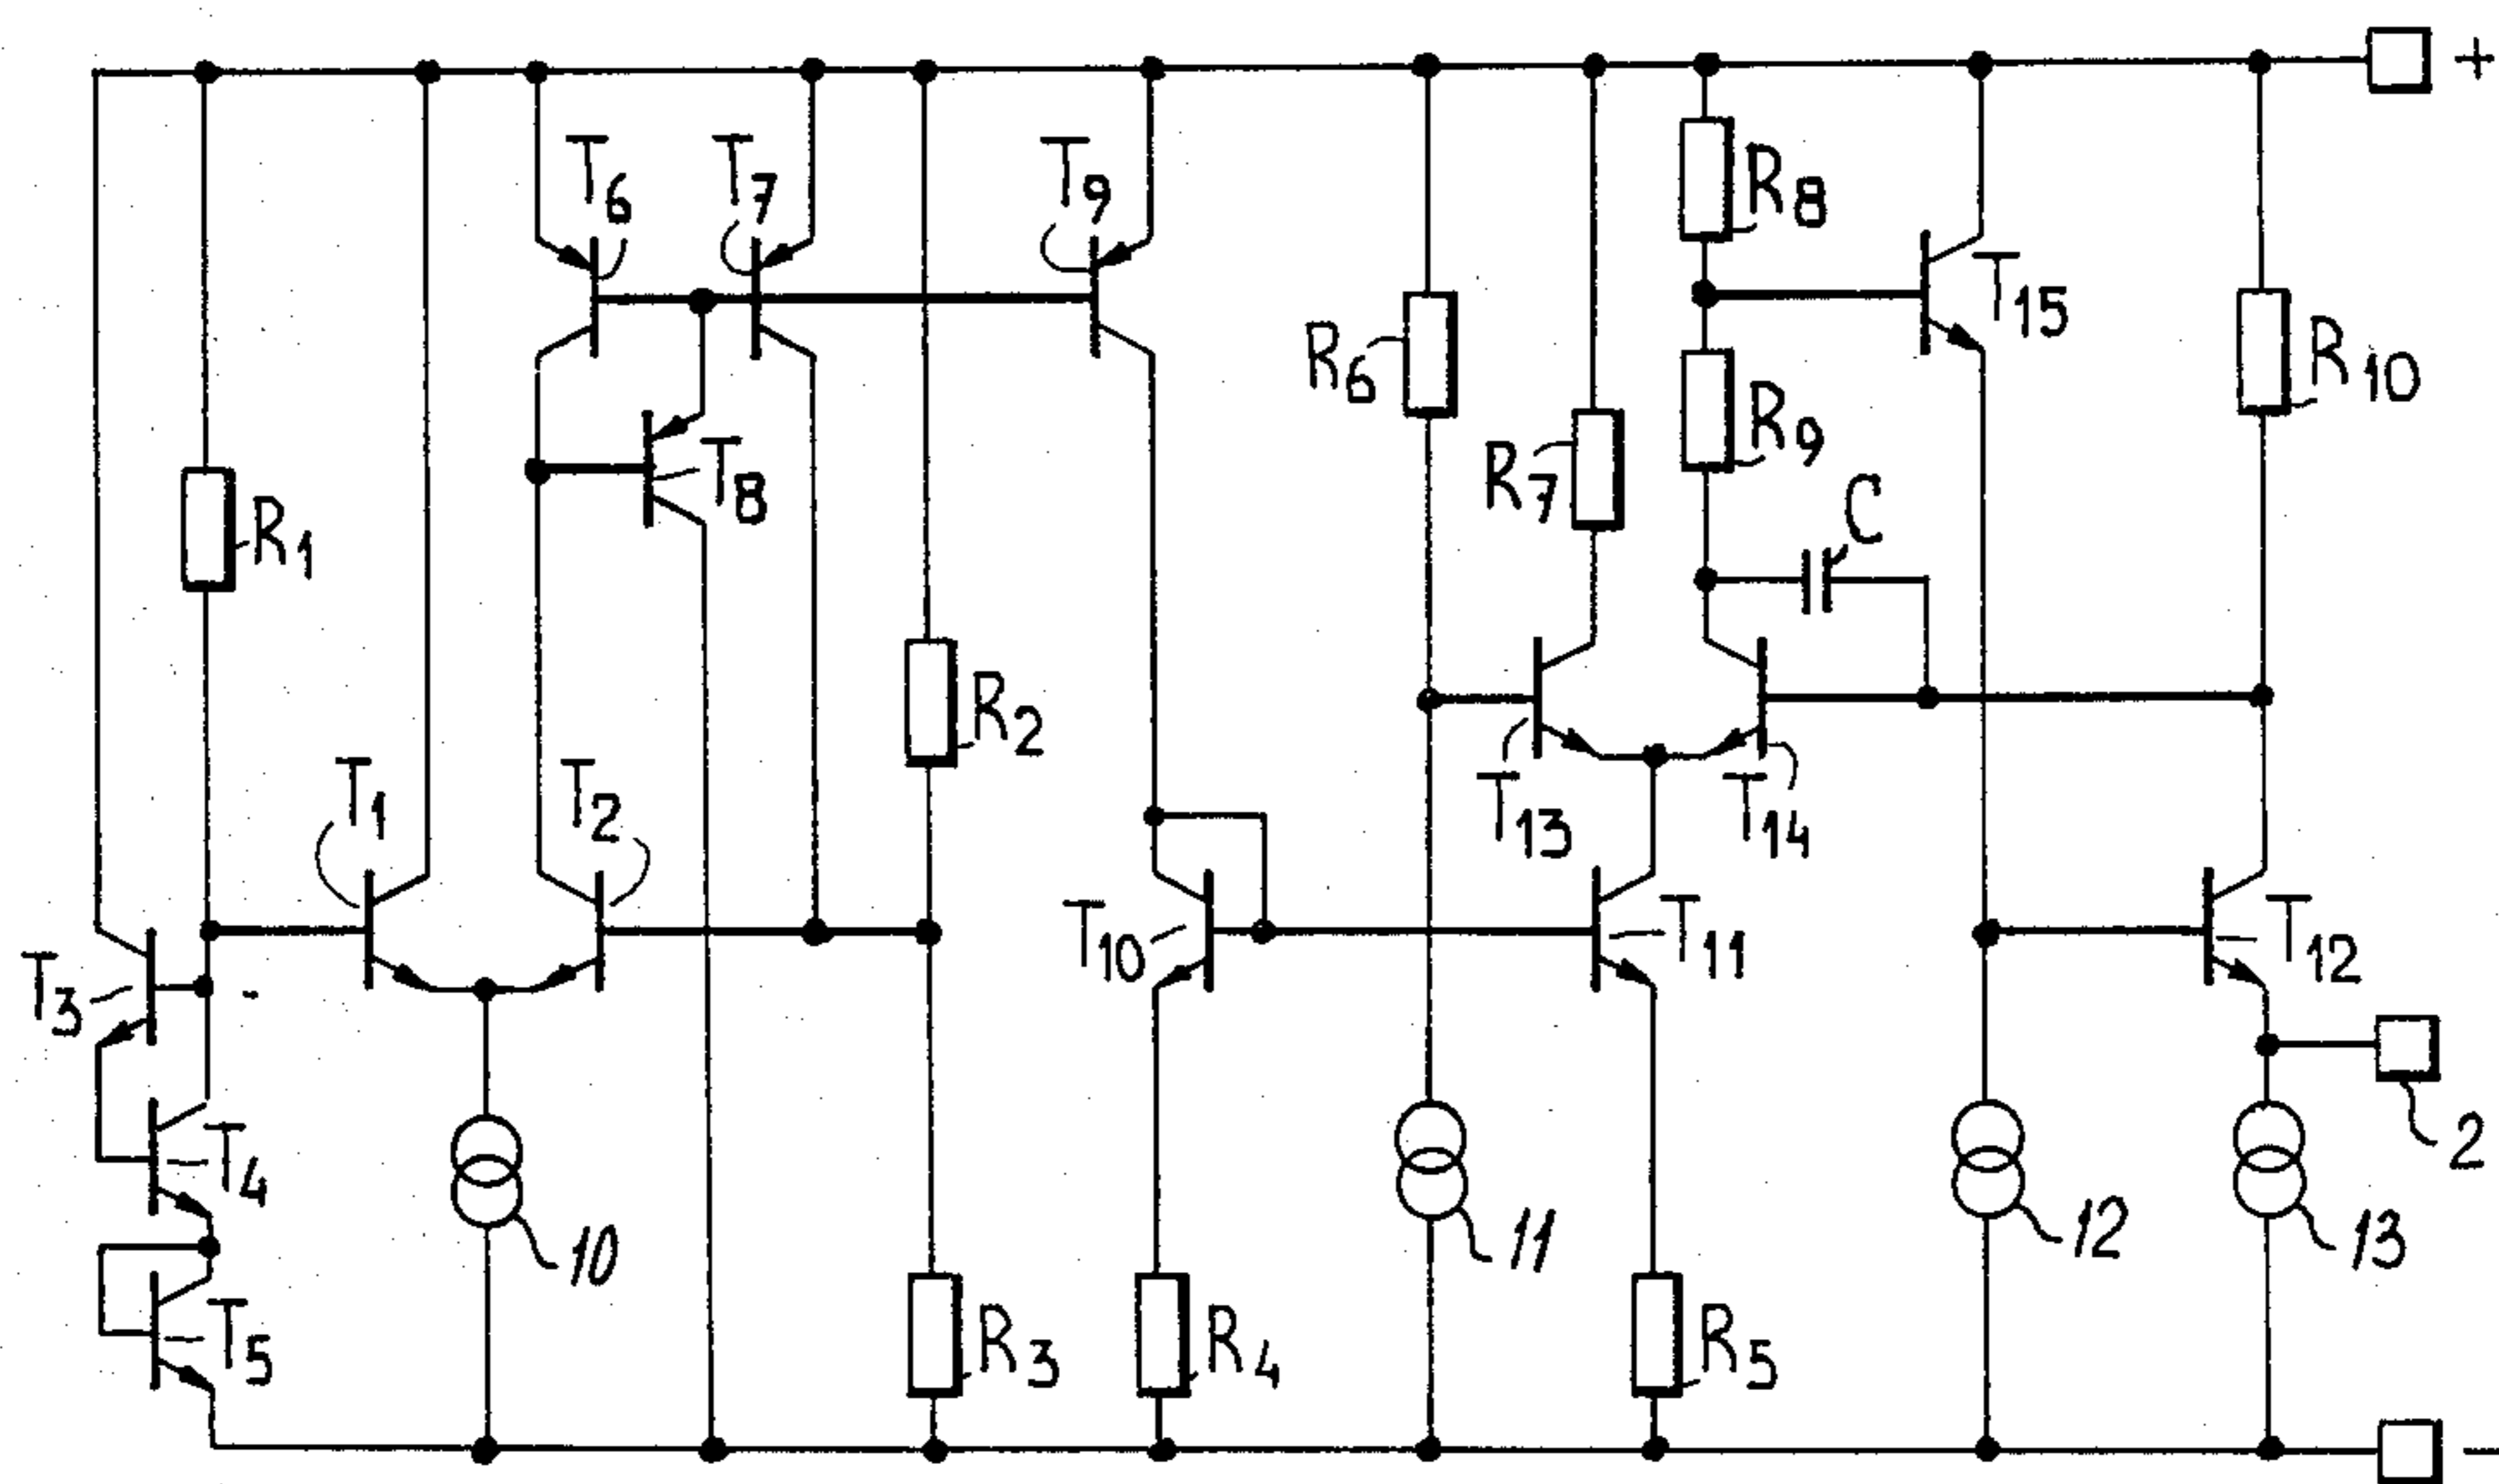 +
T6 T7 T9
R8
T15
R6
R10
R9
R7
T8
C
R1
R2
T1 T2
T13 T14
T10 T11 T12
T3
-
2
T4
10 11 12 13
T5
R3 R4 R5
-